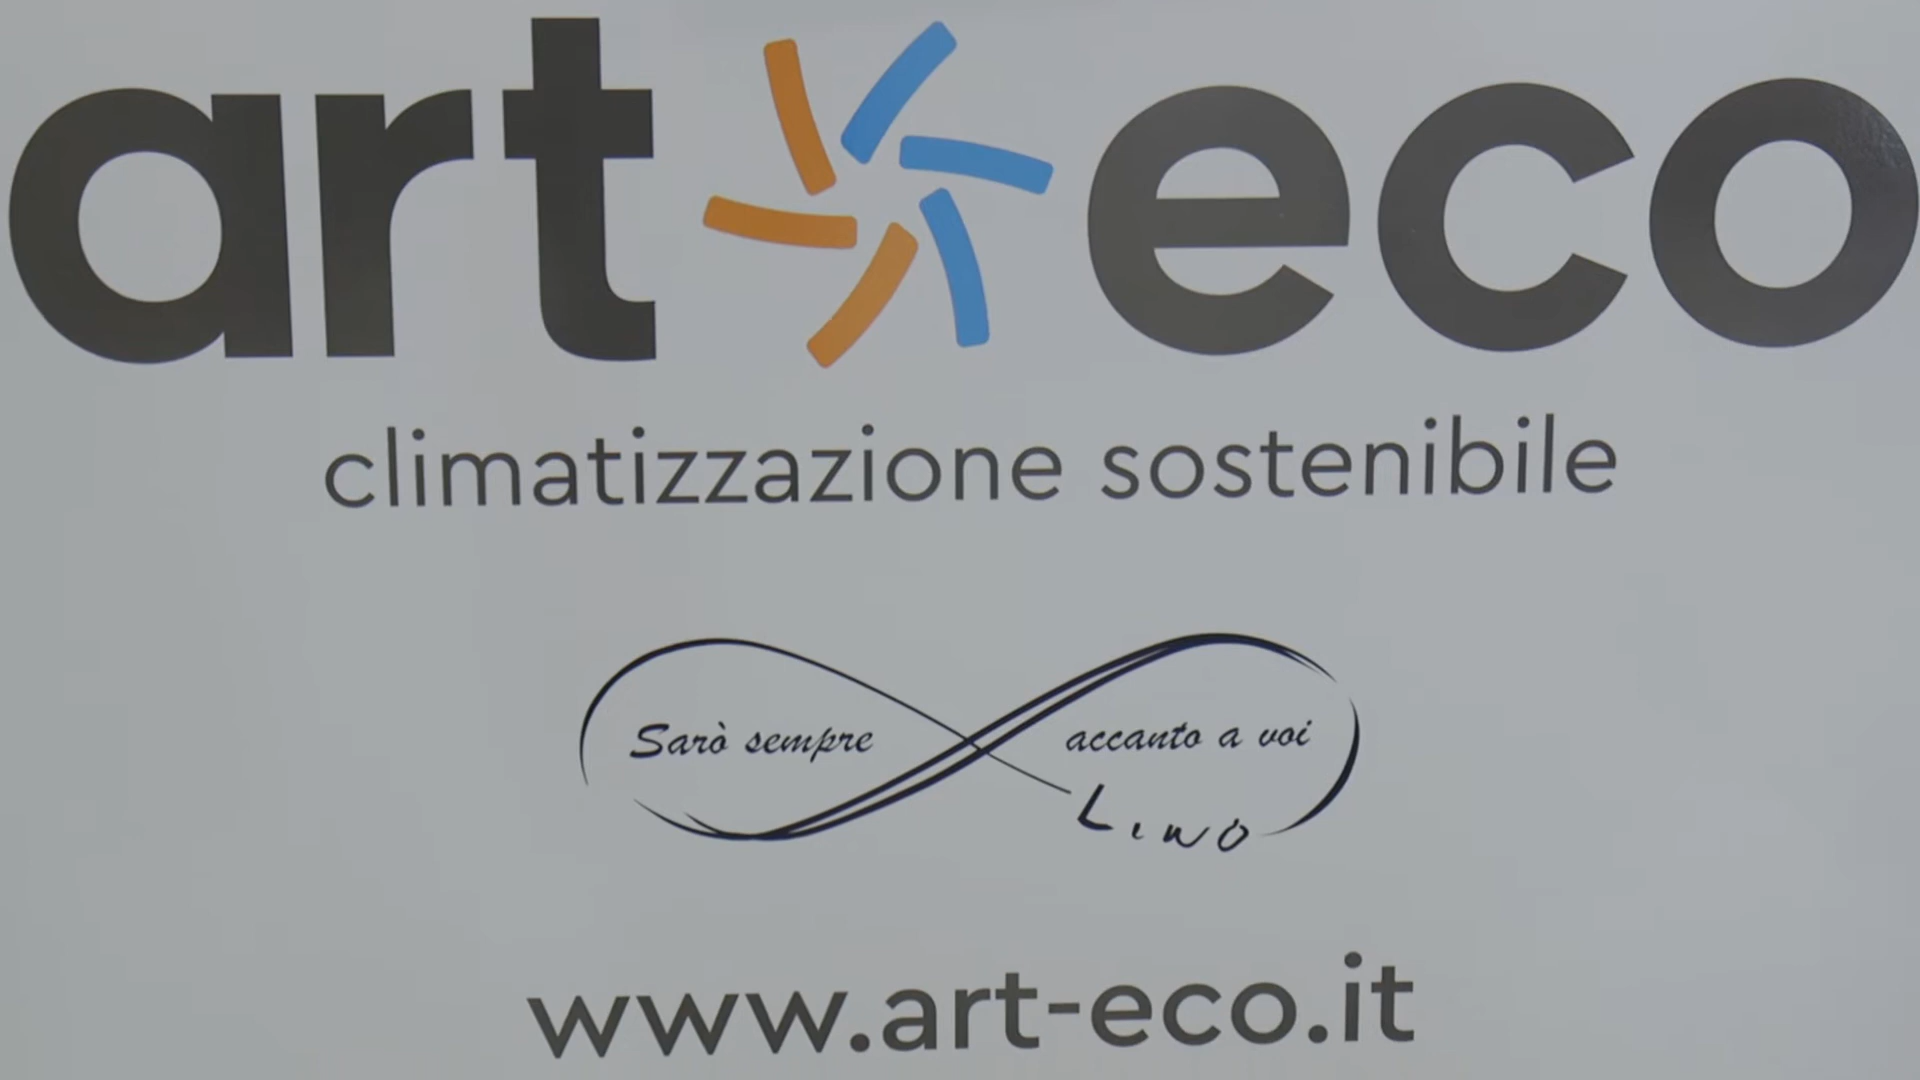 art eco
climatizzazione sostenibile
Sarò sempre accanto a voi
Lino
www.art-eco.it